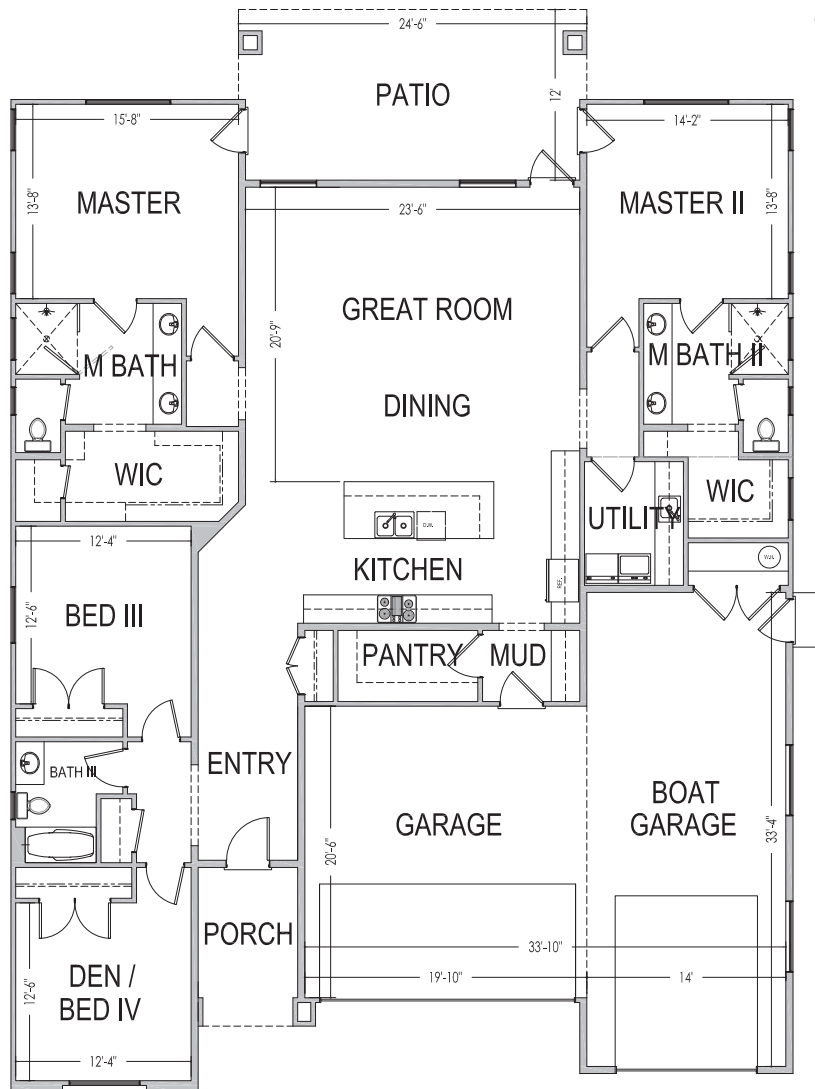 24'-6"
PATIO
12'
15'-8"
14'-2"
13'-8"
MASTER
MASTER II
13'-8"
23'-6"
GREAT ROOM
20'-9"
M BATH
M BATH II
DINING
WIC
WIC
UTILITY
D.W.
KITCHEN
REF.
W.H.
12'-4"
12'-6"
BED III
PANTRY
MUD
BATH III
ENTRY
GARAGE
BOAT
GARAGE
20'-6"
33'-4"
PORCH
33'-10"
19'-10"
14'
DEN /
BED IV
12'-6"
12'-4"